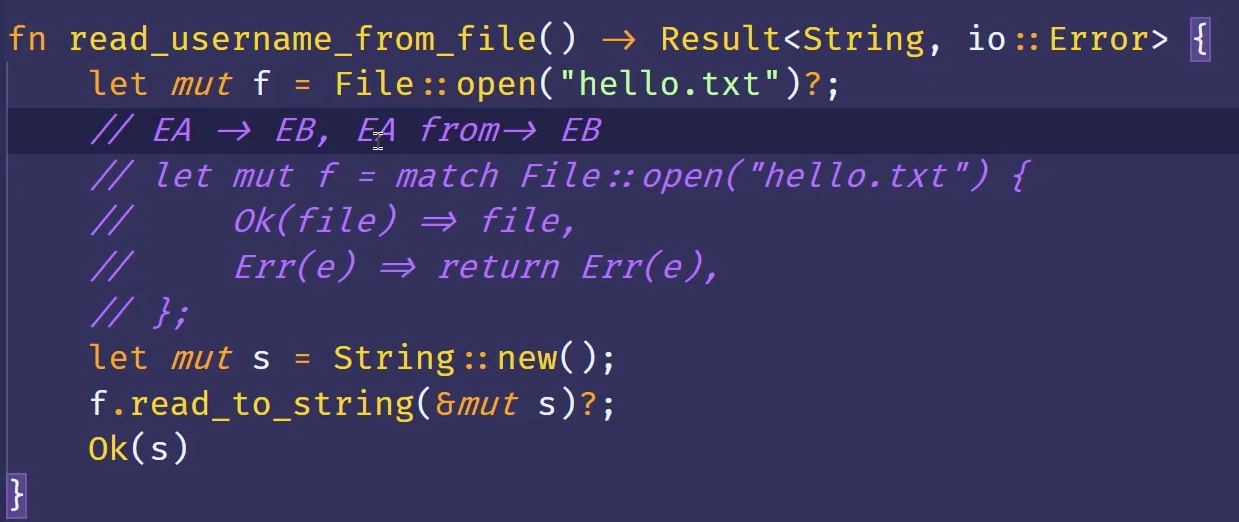 fn read_username_from_file() -> Result<String, io::Error> {
    let mut f = File::open("hello.txt")?;
    // EA -> EB, EA from-> EB
    // let mut f = match File::open("hello.txt") {
    //     Ok(file) => file,
    //     Err(e) => return Err(e),
    // };
    let mut s = String::new();
    f.read_to_string(&mut s)?;
    Ok(s)
}